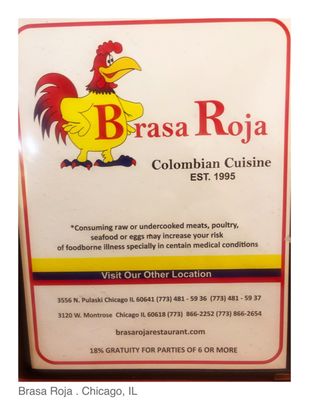 Brasa Roja
Colombian Cuisine
EST. 1995
*Consuming raw or undercooked meats, poultry,
seafood or eggs may increase your risk
of foodborne illness specially in centain medical conditions
Visit Our Other Location
3556 N. Pulaski Chicago IL 60641 (773) 481 - 59 36 (773) 481 - 59 37
3120 W. Montrose Chicago IL 60618 (773) 866-2252 (773) 866-2654
brasarojarestaurant.com
18% GRATUITY FOR PARTIES OF 6 OR MORE
Brasa Roja . Chicago, IL